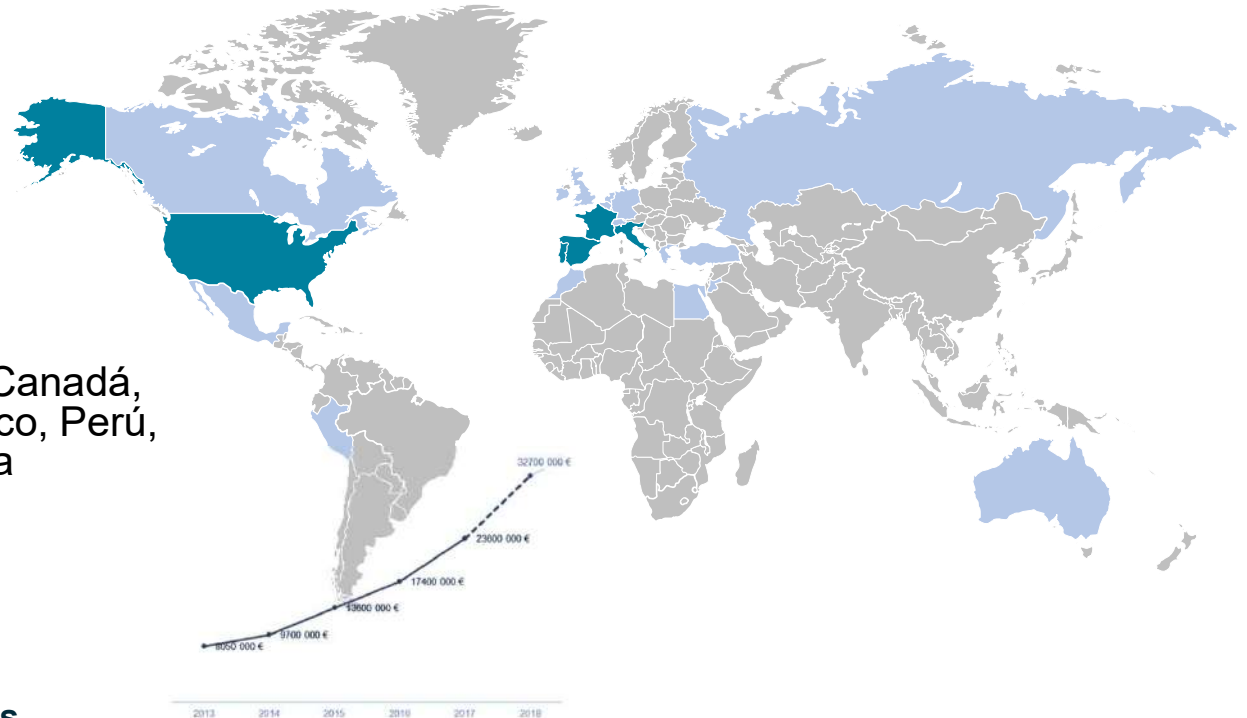 Canadá,
co, Perú,
a
32700 000 €
23600 000 €
17400 000 €
13600 000 €
9700 000 €
8050 000 €
2013 2014 2015 2016 2017 2018